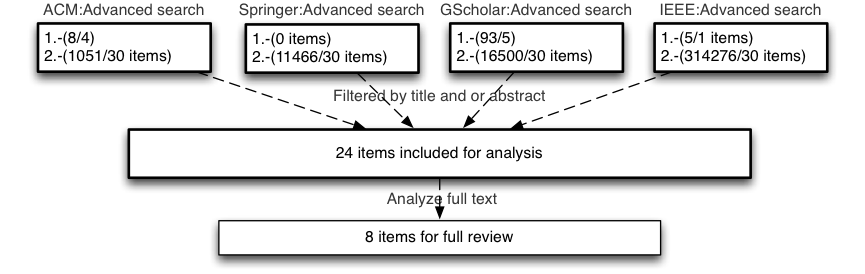 ACM:Advanced search
1.-(8/4)
2.-(1051/30 items)
Springer:Advanced search
1.-(0 items)
2.-(11466/30 items)
GScholar:Advanced search
1.-(93/5)
2.-(16500/30 items)
IEEE:Advanced search
1.-(5/1 items)
2.-(314276/30 items)
Filtered by title and or abstract
24 items included for analysis
Analyze full text
8 items for full review